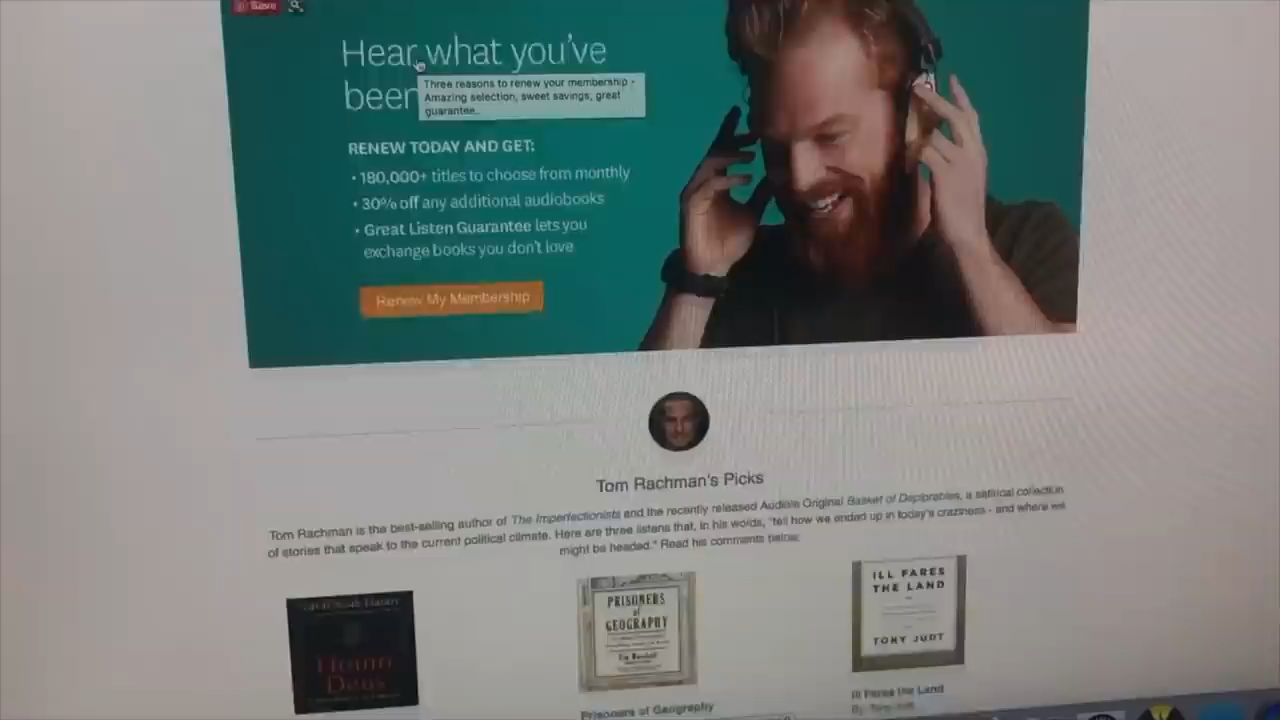 Save
Hear what you've
been
Three reasons to renew your membership -
Amazing selection, sweet savings, great
guarantee..
RENEW TODAY AND GET:
• 180,000+ titles to choose from monthly
• 30% off any additional audiobooks
• Great Listen Guarantee lets you
exchange books you don't love
Renew My Membership
Tom Rachman's Picks
Tom Rachman is the best-selling author of The Imperfectionists and the recently released Audible Original Basket of Deplorables, a satirical collection
of stories that speak to the current political climate. Here are three listens that, in his words, "tell how we ended up in today's craziness - and where we
might be headed." Read his comments below.
Homo
Deus
PRISONERS
of
GEOGRAPHY
ILL FARES
THE LAND
TONY JUDT
Prisoners of Geography
Ill Fares the Land
By: Tony Judt